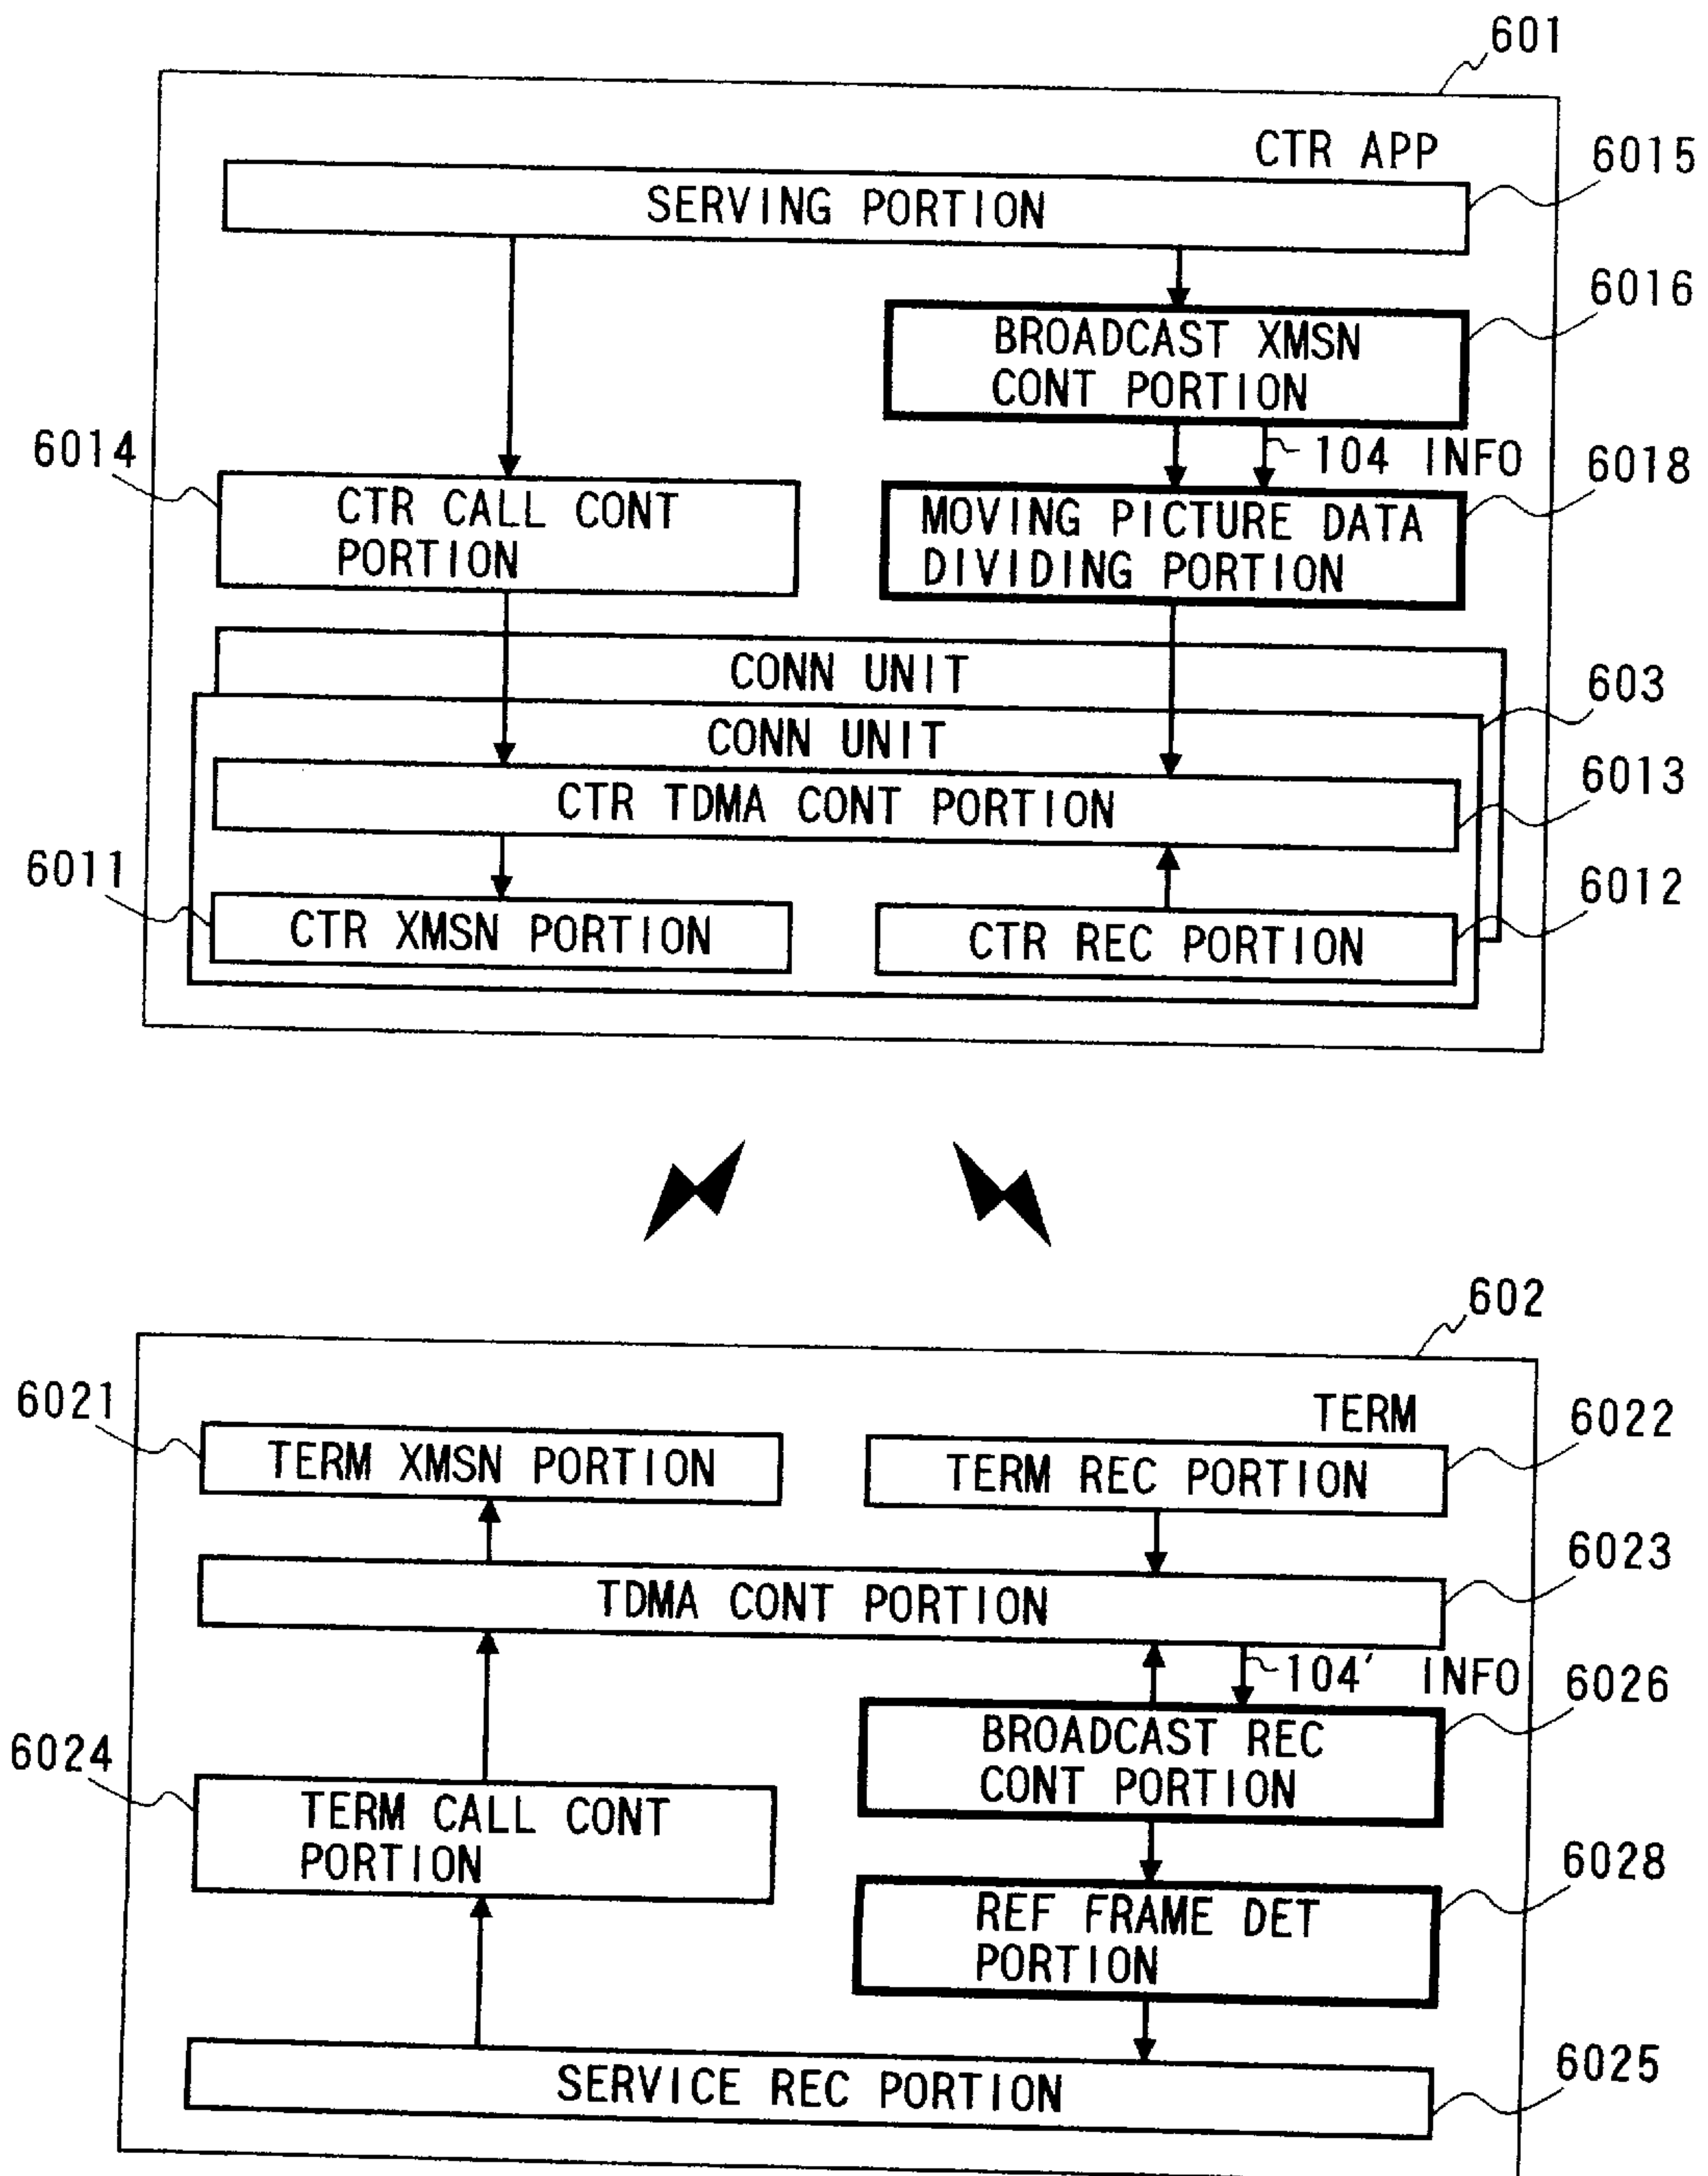 601
CTR APP
6015
SERVING PORTION
6016
BROADCAST XMSN
CONT PORTION
6014
104 INFO
6018
CTR CALL CONT
PORTION
MOVING PICTURE DATA
DIVIDING PORTION
CONN UNIT
603
CONN UNIT
6013
CTR TDMA CONT PORTION
6011
6012
CTR XMSN PORTION
CTR REC PORTION
602
6021
TERM
6022
TERM XMSN PORTION
TERM REC PORTION
6023
TDMA CONT PORTION
104' INFO
6026
BROADCAST REC
CONT PORTION
6024
TERM CALL CONT
PORTION
6028
REF FRAME DET
PORTION
6025
SERVICE REC PORTION